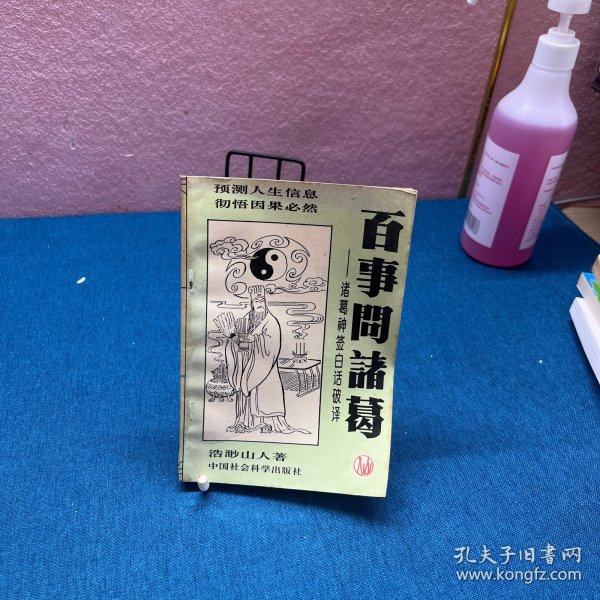 预测人生信息
彻悟因果必然
百事問諸葛
——诸葛神签白话破译
浩渺山人著
中国社会科学出版社
孔夫子旧书网
www.kongfz.com